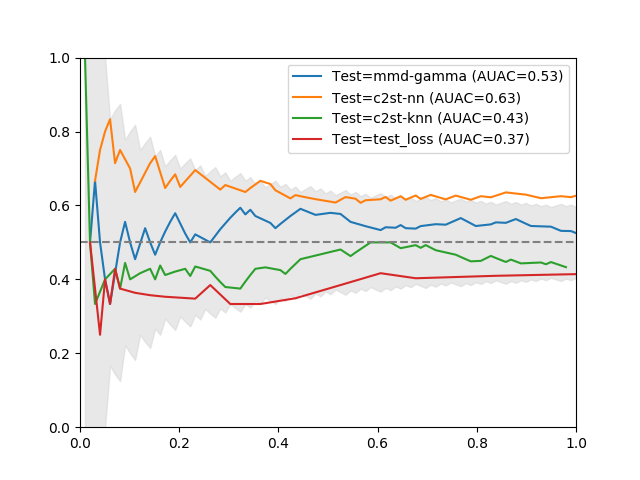 1.0
0.8
0.6
0.4
0.2
0.0
Test=mmd-gamma (AUAC=0.53)
Test=c2st-nn (AUAC=0.63)
Test=c2st-knn (AUAC=0.43)
Test=test_loss (AUAC=0.37)
0.0 0.2 0.4 0.6 0.8 1.0